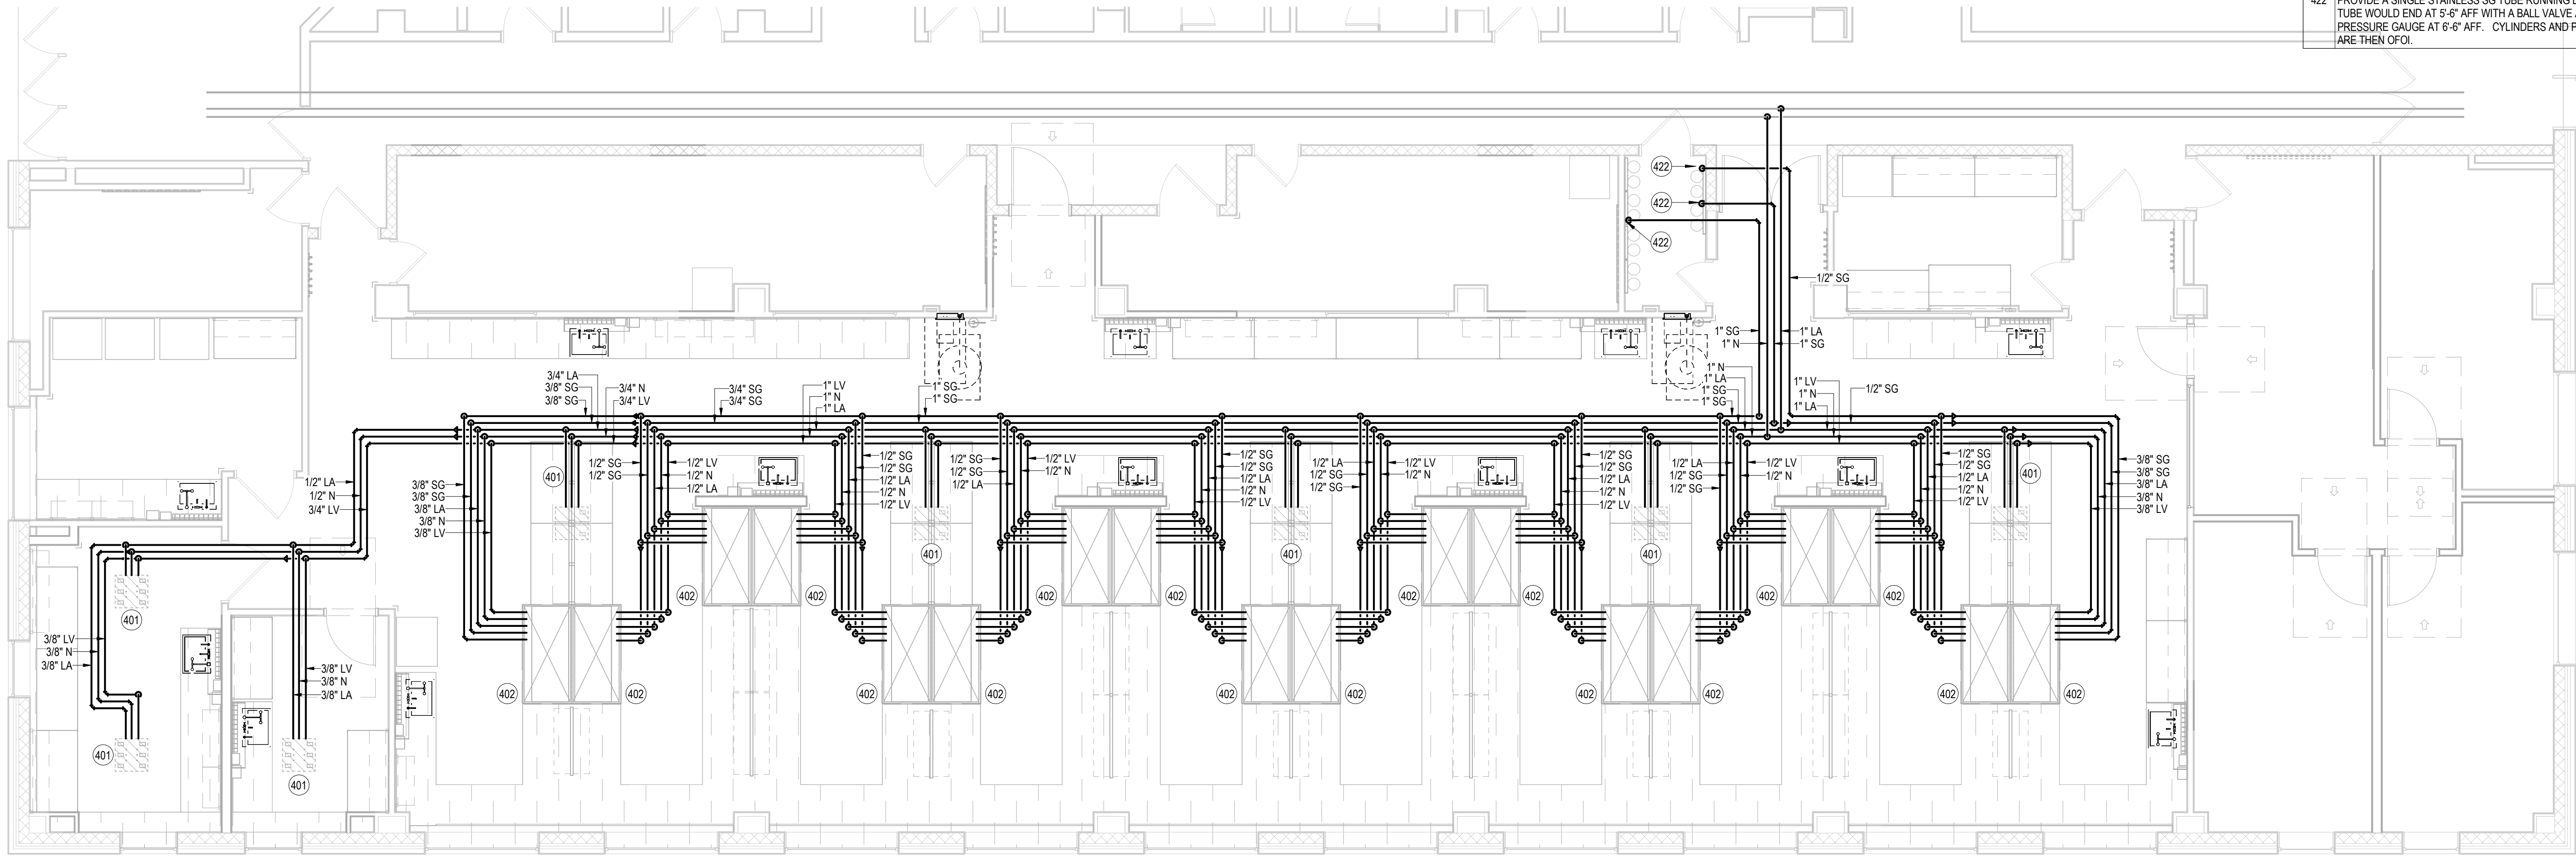 422 PROVIDE A SINGLE STAINLESS SG TUBE RUNNING
TUBE WOULD END AT 5'-6" AFF WITH A BALL VALVE
PRESSURE GAUGE AT 6'-6" AFF. CYLINDERS AND
ARE THEN OFOI.
422
422
422
1/2" SG
1" SG
1" N
1" LA
1" SG
3/4" LA
3/8" SG
3/8" SG
3/4" N
3/4" LV
3/4" SG
3/4" SG
1" LV
1" N
1" LA
1" SG
1" SG
1" N
1" LA
1" SG
1" SG
1" LV
1" N
1" LA
1/2" SG
1/2" LA
1/2" N
3/4" LV
3/8" SG
3/8" SG
3/8" LA
3/8" N
3/8" LV
401
1/2" SG
1/2" SG
1/2" LV
1/2" N
1/2" LA
1/2" SG
1/2" SG
1/2" LA
1/2" N
1/2" LV
1/2" SG
1/2" SG
1/2" LA
1/2" LV
1/2" N
1/2" SG
1/2" SG
1/2" LA
1/2" N
1/2" LV
1/2" LA
1/2" SG
1/2" SG
1/2" LV
1/2" N
1/2" SG
1/2" SG
1/2" LA
1/2" N
1/2" LV
1/2" LA
1/2" SG
1/2" SG
1/2" LV
1/2" N
1/2" SG
1/2" SG
1/2" LA
1/2" N
1/2" LV
401
3/8" SG
3/8" SG
3/8" LA
3/8" N
3/8" LV
401
401
401
402
402
402
402
402
402
402
402
401
3/8" LV
3/8" N
3/8" LA
3/8" LV
3/8" N
3/8" LA
402
402
402
402
402
402
402
402
402
402
401
401